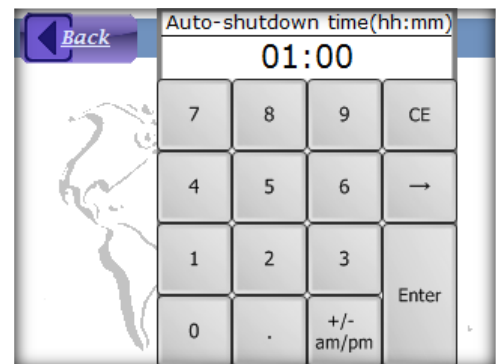 Back
Auto-shutdown time(hh:mm)
01:00
7 8 9 CE
4 5 6 →
1 2 3
Enter
0 . +/-
am/pm